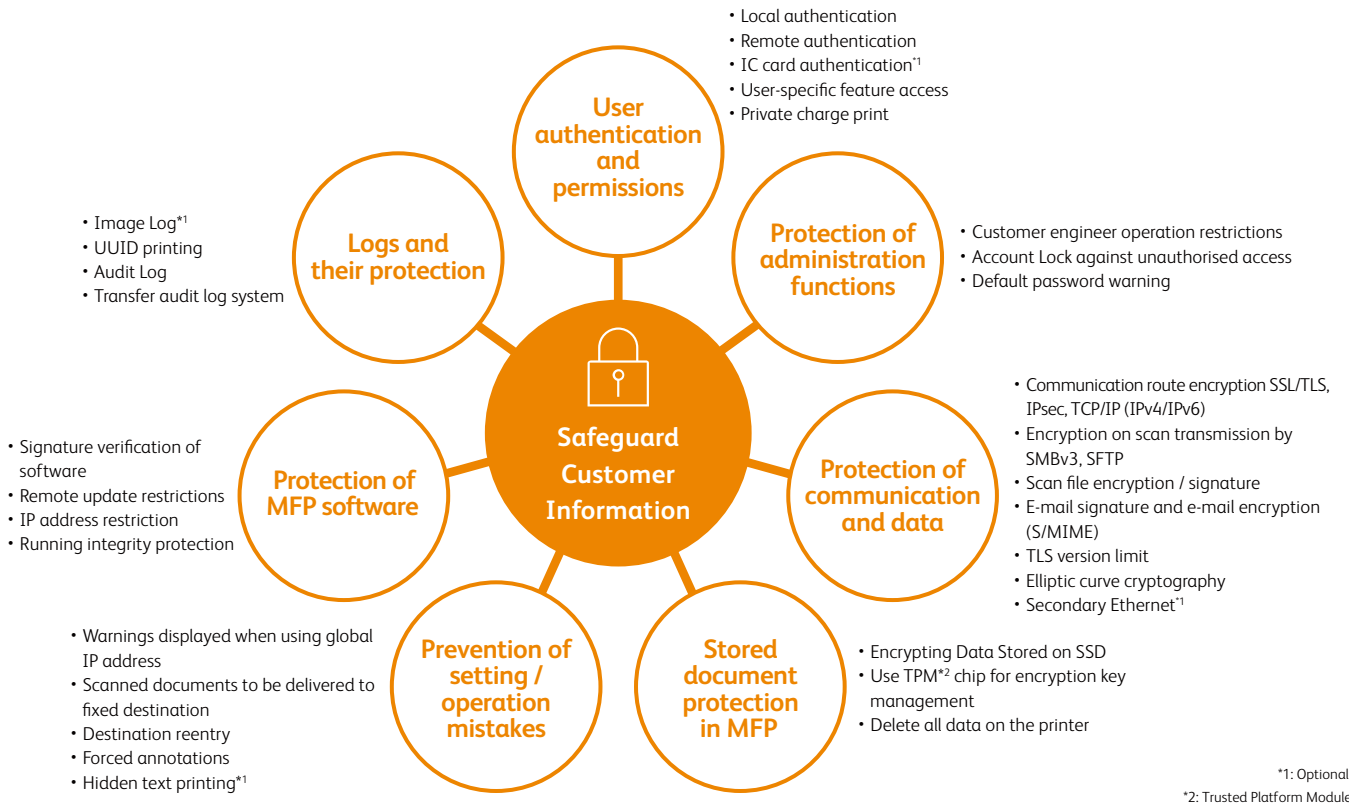 • Local authentication
• Remote authentication
• IC card authentication*1
• User-specific feature access
• Private charge print
User
authentication
and
permissions
• Image Log*1
• UUID printing
• Audit Log
• Transfer audit log system
Logs and
their protection
Protection of
administration
functions
• Customer engineer operation restrictions
• Account Lock against unauthorised access
• Default password warning
Safeguard
Customer
Information
• Signature verification of
software
• Remote update restrictions
• IP address restriction
• Running integrity protection
Protection of
MFP software
Protection of
communication
and data
• Communication route encryption SSL/TLS,
IPsec, TCP/IP (IPv4/IPv6)
• Encryption on scan transmission by
SMBv3, SFTP
• Scan file encryption / signature
• E-mail signature and e-mail encryption
(S/MIME)
• TLS version limit
• Elliptic curve cryptography
• Secondary Ethernet*1
• Warnings displayed when using global
IP address
• Scanned documents to be delivered to
fixed destination
• Destination reentry
• Forced annotations
• Hidden text printing*1
Prevention of
setting /
operation
mistakes
Stored
document
protection
in MFP
• Encrypting Data Stored on SSD
• Use TPM*2 chip for encryption key
management
• Delete all data on the printer
*1: Optional
*2: Trusted Platform Module